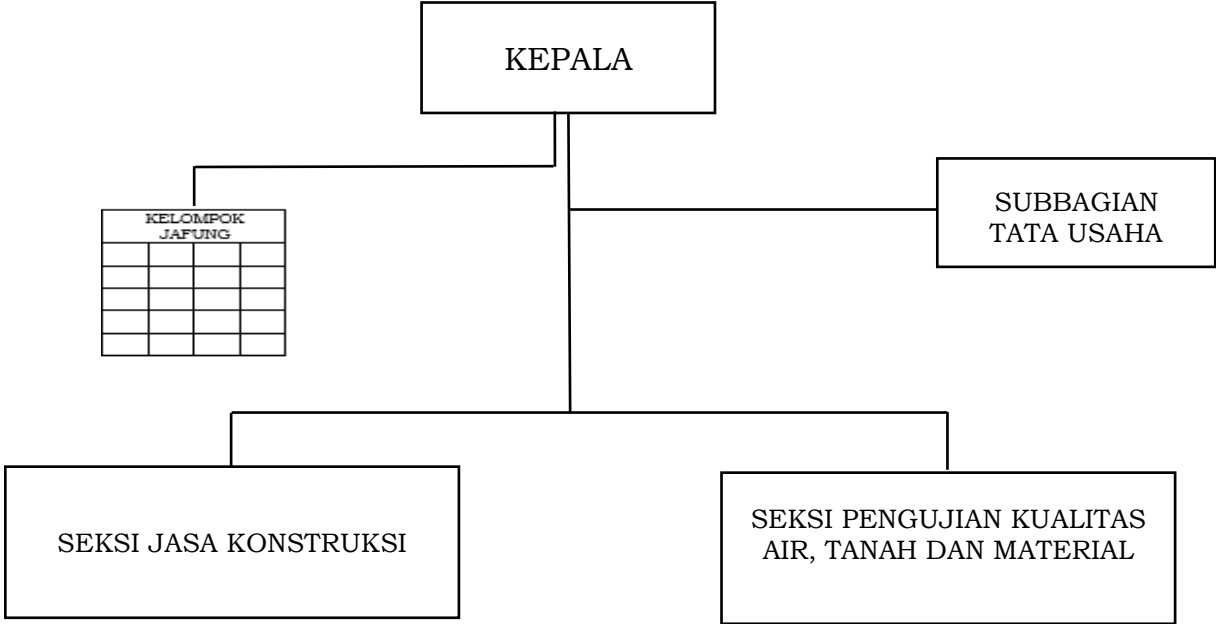 KEPALA
SUBBAGIAN
TATA USAHA
KELOMPOK
JAFUNG
SEKSI JASA KONSTRUKSI
SEKSI PENGUJIAN KUALITAS
AIR, TANAH DAN MATERIAL